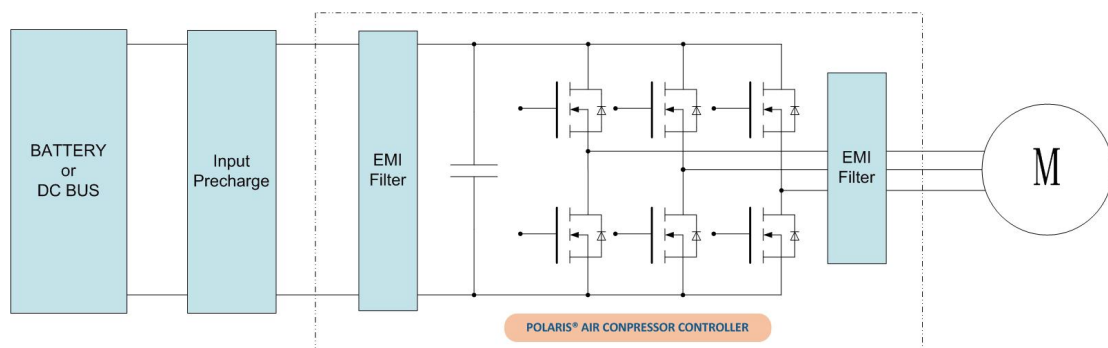 BATTERY
or
DC BUS
Input
Precharge
EMI
Filter
EMI
Filter
M
POLARIS® AIR CONPRESSOR CONTROLLER